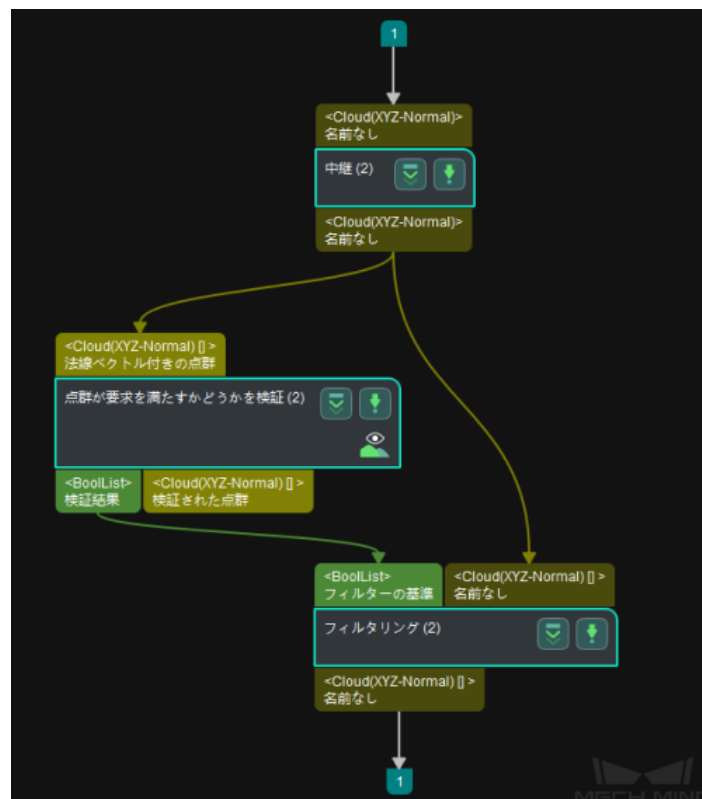 1
<Cloud(XYZ-Normal)>
名前なし
中継 (2)
<Cloud(XYZ-Normal)>
名前なし
<Cloud(XYZ-Normal) [] >
法線ベクトル付きの点群
点群が要求を満たすかどうかを検証 (2)
<BoolList>
検証結果
<Cloud(XYZ-Normal) [] >
検証された点群
<BoolList>
フィルターの基準
<Cloud(XYZ-Normal) [] >
名前なし
フィルタリング (2)
<Cloud(XYZ-Normal) [] >
名前なし
1
MECH MIND